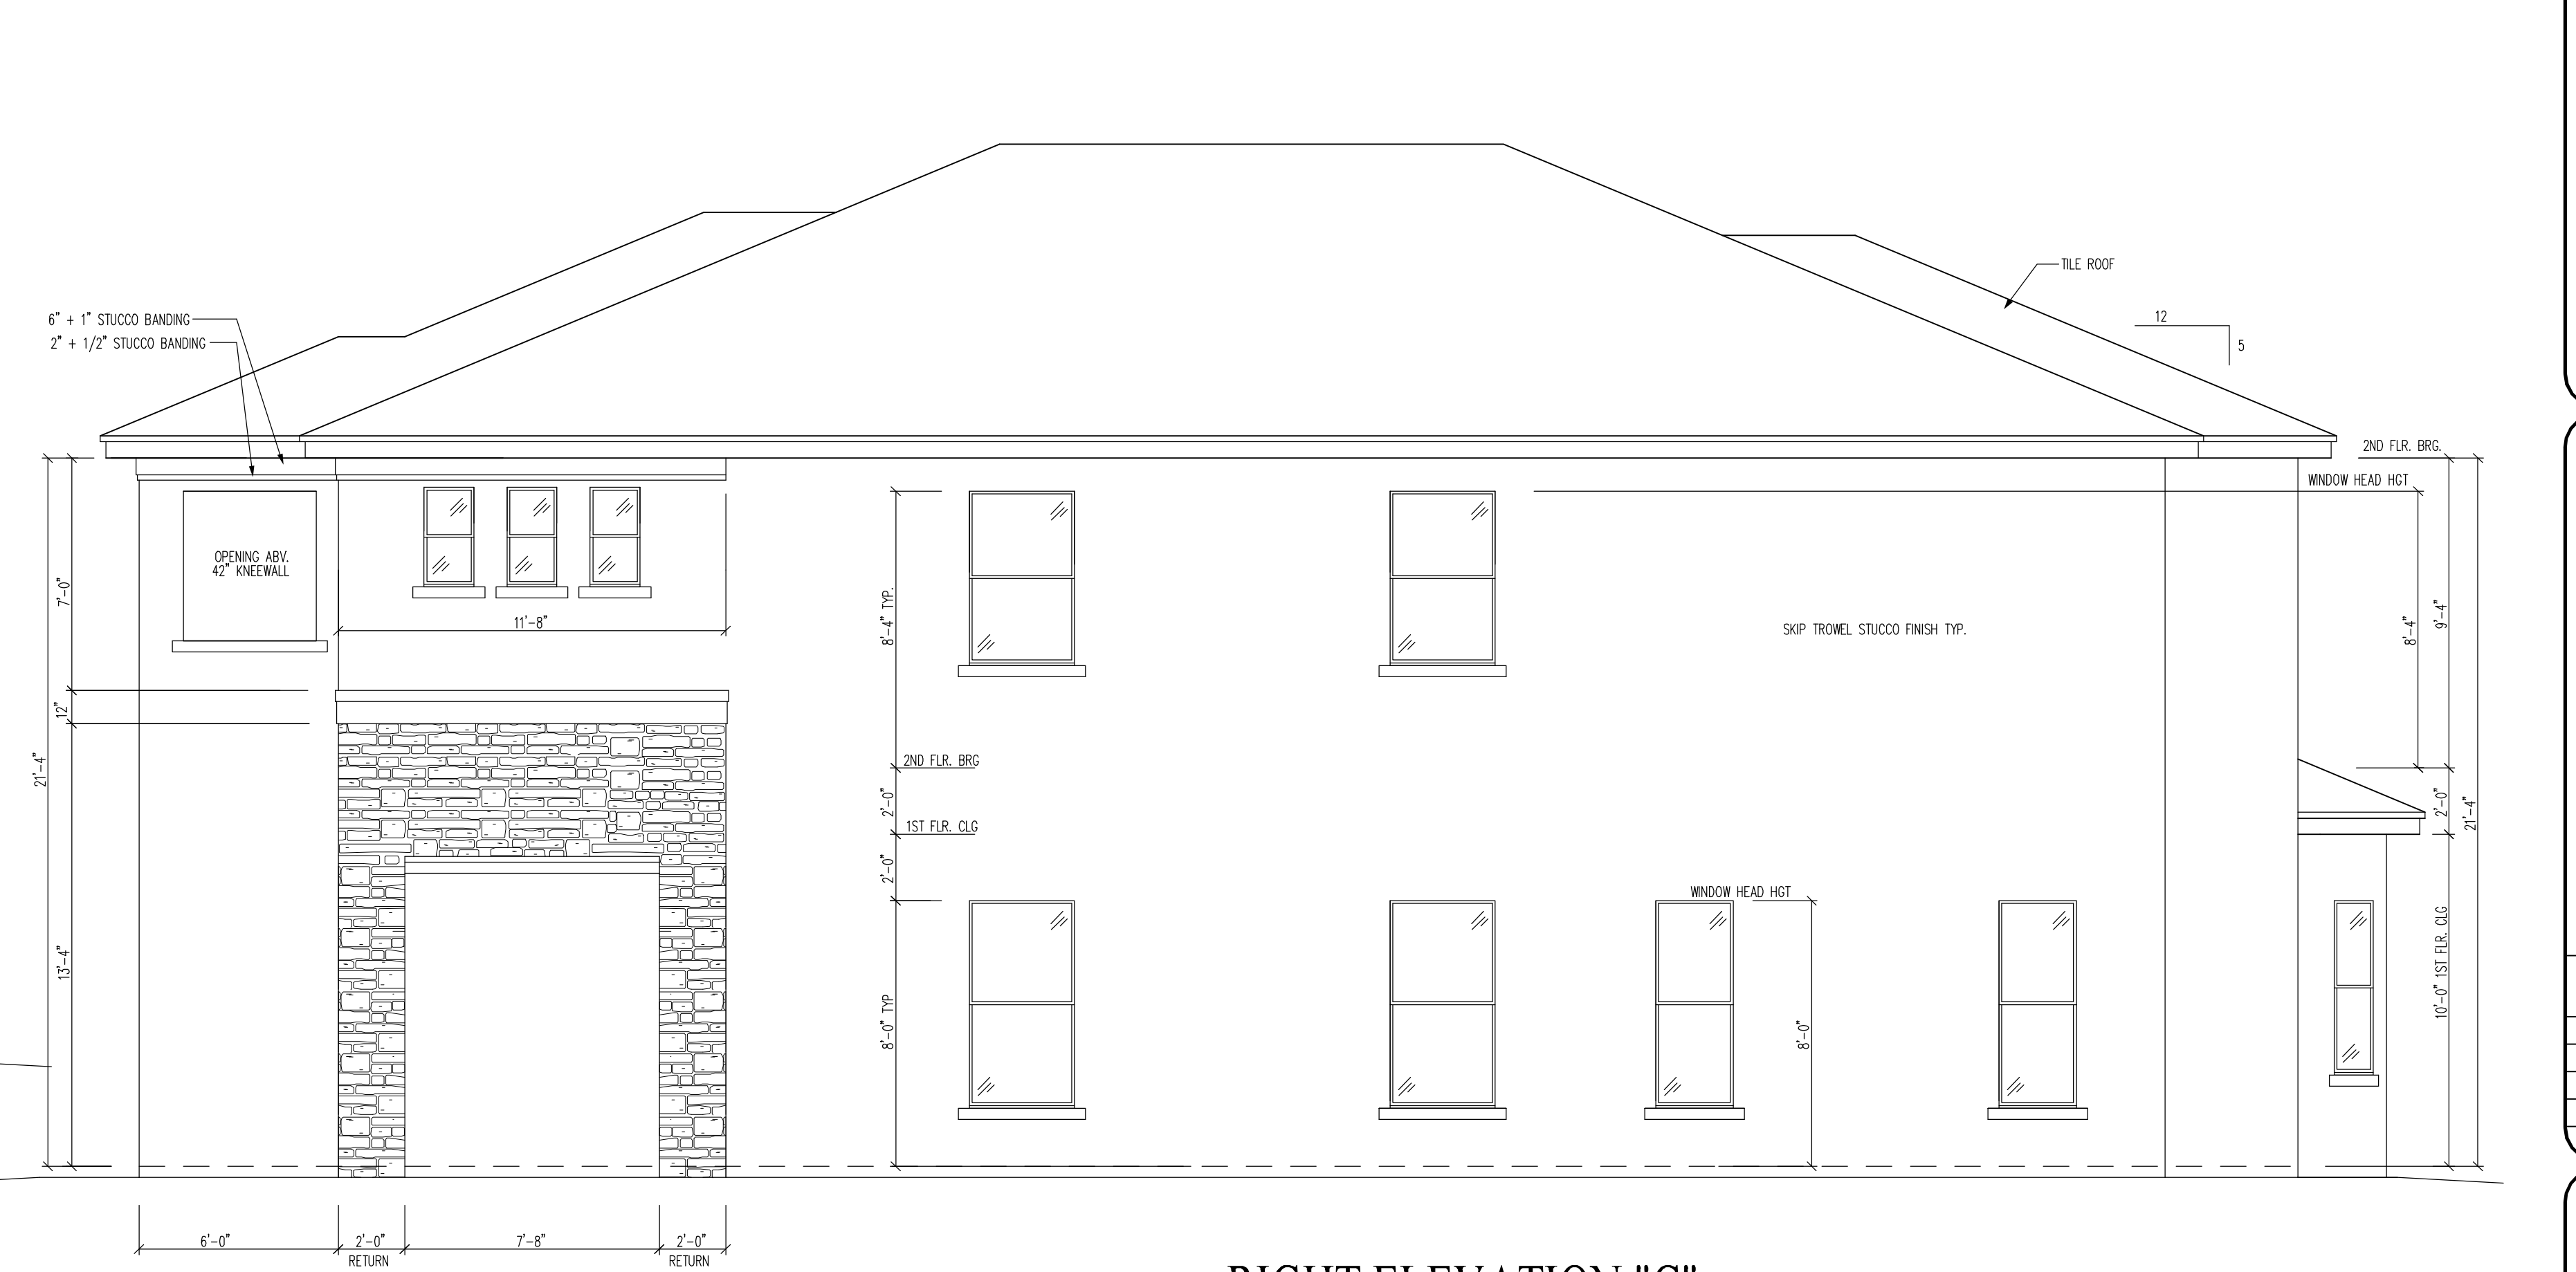 TILE ROOF
12
5
6" + 1" STUCCO BANDING
2" + 1/2" STUCCO BANDING
2ND FLR. BRG.
WINDOW HEAD HGT
OPENING ABV.
42" KNEEWALL
7'-0"
11'-8"
8'-4" TYP.
SKIP TROWEL STUCCO FINISH TYP.
8'-4"
9'-4"
12"
21'-4"
2ND FLR. BRG
2'-0"
1ST FLR. CLG
2'-0"
2'-0"
21'-4"
WINDOW HEAD HGT
13'-4"
8'-0" TYP
8'-0"
10'-0" 1ST FLR. CLG
6'-0"
2'-0"
RETURN
7'-8"
2'-0"
RETURN
RIGHT ELEVATION "C"